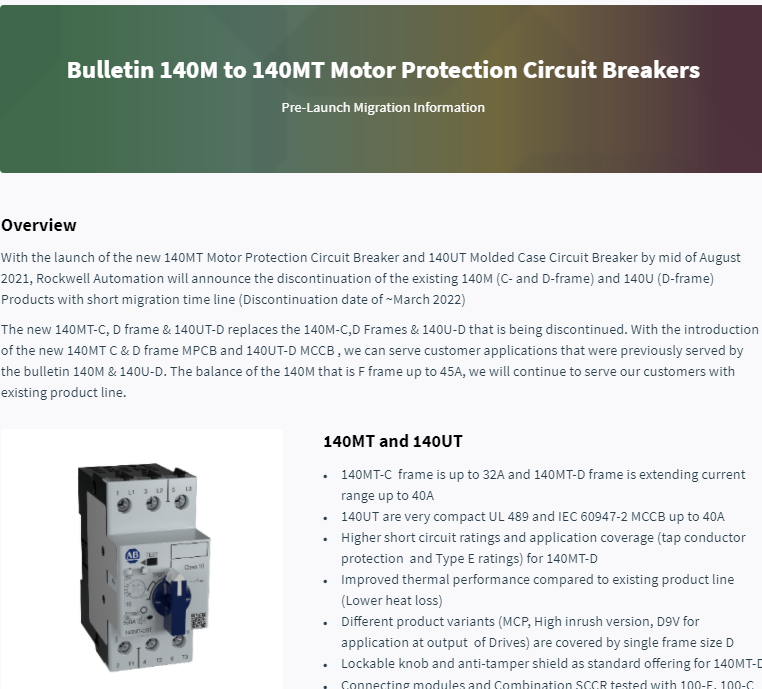 Bulletin 140M to 140MT Motor Protection Circuit Breakers
Pre-Launch Migration Information
Overview
With the launch of the new 140MT Motor Protection Circuit Breaker and 140UT Molded Case Circuit Breaker by mid of August
2021, Rockwell Automation will announce the discontinuation of the existing 140M (C- and D-frame) and 140U (D-frame)
Products with short migration time line (Discontinuation date of ~March 2022)
The new 140MT-C, D frame & 140UT-D replaces the 140M-C,D Frames & 140U-D that is being discontinued. With the introduction
of the new 140MT C & D frame MPCB and 140UT-D MCCB , we can serve customer applications that were previously served by
the bulletin 140M & 140U-D. The balance of the 140M that is F frame up to 45A, we will continue to serve our customers with
existing product line.
140MT and 140UT
• 140MT-C frame is up to 32A and 140MT-D frame is extending current
range up to 40A
• 140UT are very compact UL 489 and IEC 60947-2 MCCB up to 40A
• Higher short circuit ratings and application coverage (tap conductor
protection and Type E ratings) for 140MT-D
• Improved thermal performance compared to existing product line
(Lower heat loss)
• Different product variants (MCP, High inrush version, D9V for
application at output of Drives) are covered by single frame size D
• Lockable knob and anti-tamper shield as standard offering for 140MT-D
• Connecting modules and Combination SCCR tested with 100-E, 100-C
1 L1 3 L2 5 L3
AB
TEST
Class 10
2 T1 4 T2 6 T3